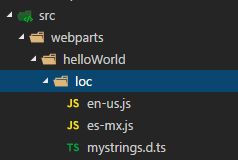 src
webparts
helloWorld
loc
JS en-us.js
JS es-mx.js
TS mystrings.d.ts